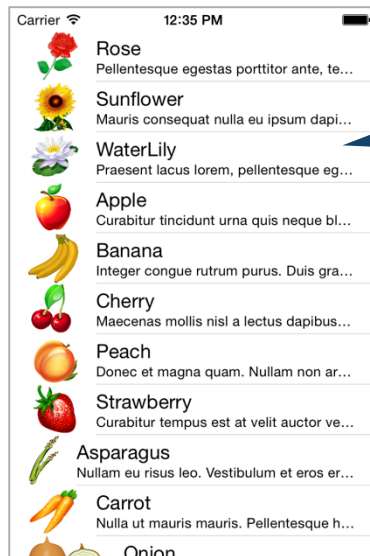 Carrier 12:35 PM
Rose
Pellentesque egestas porttitor ante, te...
Sunflower
Mauris consequat nulla eu ipsum dapi...
WaterLily
Praesent lacus lorem, pellentesque eg...
Apple
Curabitur tincidunt urna quis neque bl...
Banana
Integer congue rutrum purus. Duis gra...
Cherry
Maecenas mollis nisl a lectus dapibus...
Peach
Donec et magna quam. Nullam non ar...
Strawberry
Curabitur tempus est at velit auctor ve...
Asparagus
Nullam eu risus leo. Vestibulum et eros er...
Carrot
Nulla ut mauris mauris. Pellentesque h...
Onion